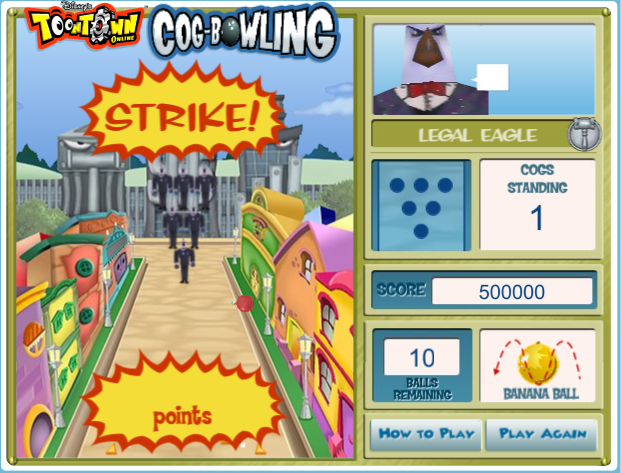 Disney's
TOONTOWN
ONLINE
COG-BOWLING
STRIKE!
LEGAL EAGLE
COGS
STANDING
1
SCORE 500000
10
BALLS
REMAINING
BANANA BALL
points
HOW TO PLAY PLAY AGAIN